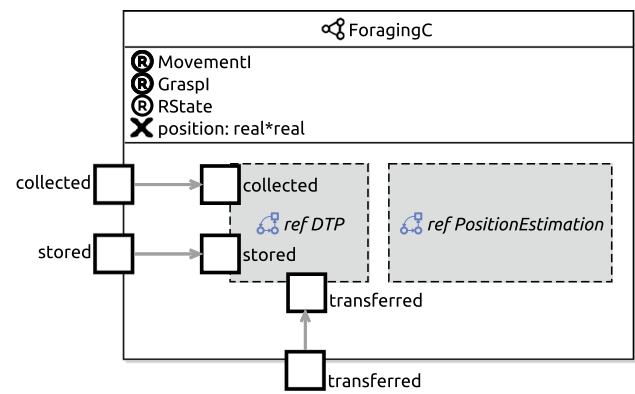 ForagingC
R MovementI
R GraspI
R RState
position: real*real
collected
collected
ref DTP
ref PositionEstimation
stored
stored
transferred
transferred